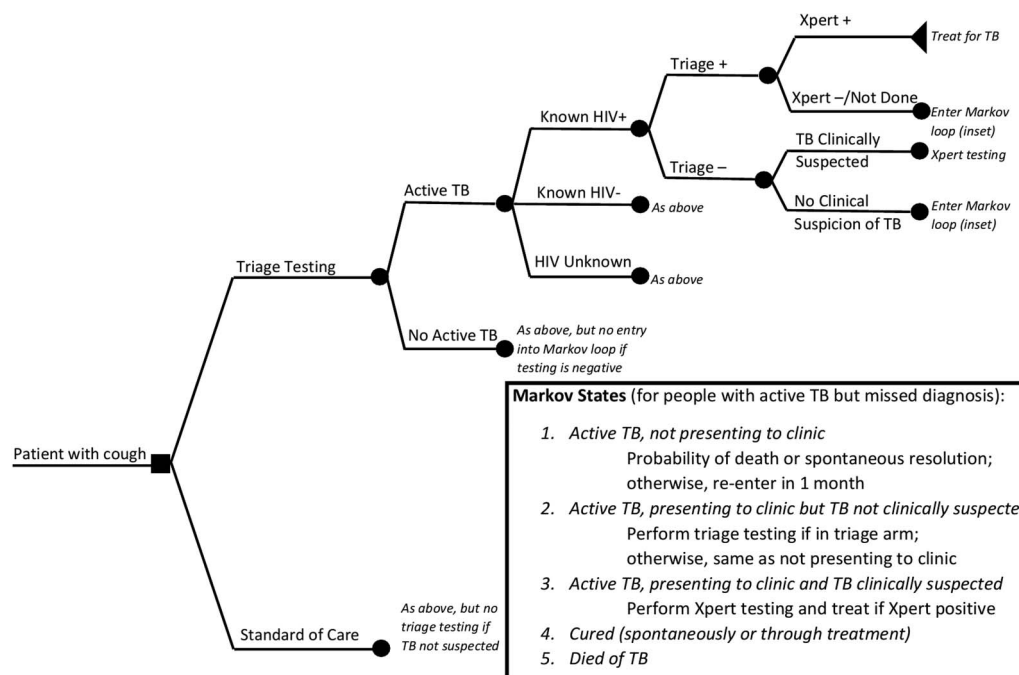 Xpert +
Treat for TB
Triage +
Xpert –/Not Done
Enter Markov
loop (inset)
Known HIV+
TB Clinically
Suspected
Xpert testing
Triage –
Active TB
Known HIV-
As above
No Clinical
Suspicion of TB
Enter Markov
loop (inset)
Triage Testing
HIV Unknown
As above
No Active TB
As above, but no entry
into Markov loop if
testing is negative
Patient with cough
Standard of Care
As above, but no
triage testing if
TB not suspected
Markov States (for people with active TB but missed diagnosis):
1. Active TB, not presenting to clinic
Probability of death or spontaneous resolution;
otherwise, re-enter in 1 month
2. Active TB, presenting to clinic but TB not clinically suspecte
Perform triage testing if in triage arm;
otherwise, same as not presenting to clinic
3. Active TB, presenting to clinic and TB clinically suspected
Perform Xpert testing and treat if Xpert positive
4. Cured (spontaneously or through treatment)
5. Died of TB